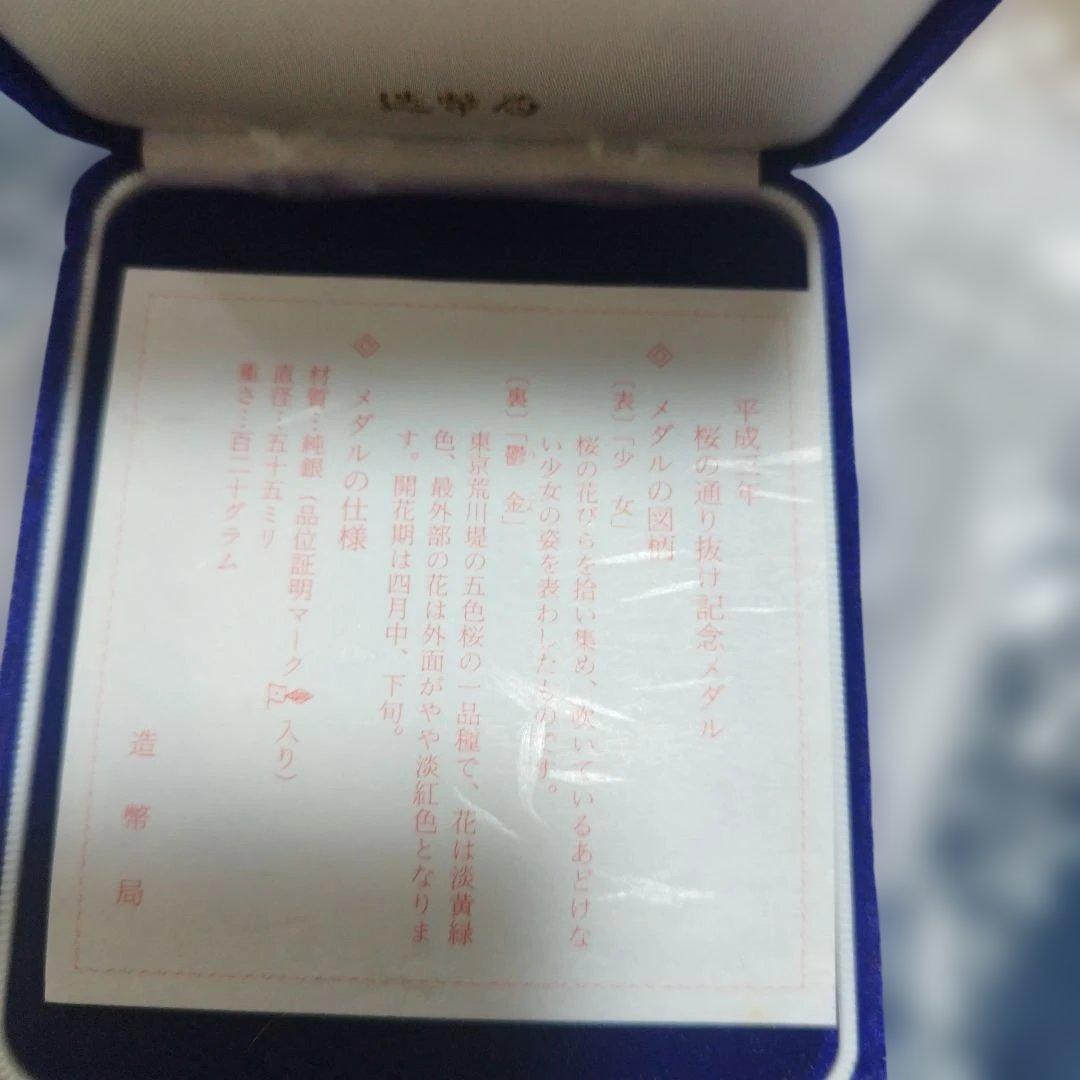 造幣局
平成三年
桜の通り抜け記念メダル
メダルの図柄
〔表〕「少女」
桜の花びらを拾い集め、吹いているあどけな
い少女の姿を表わしたものです。
〔裏〕「鬱金」
東京荒川堤の五色桜の一品種で、花は淡黄緑
色、最外部の花は外面がやや淡紅色となりま
す。開花期は四月中、下旬。
メダルの仕様
材質…純銀（品位証明マーク入り）
直径…五十五ミリ
重さ…百二十グラム
造幣局